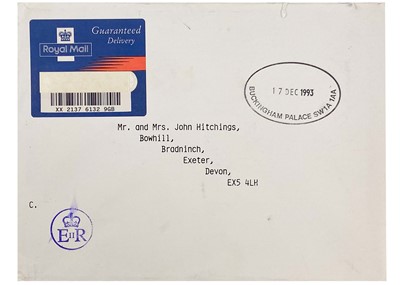 Guaranteed
Delivery
Royal Mail
XX 2137 6132 9GB
17 DEC 1993
BUCKINGHAM PALACE SW1A 1AA
Mr. and Mrs. John Hitchings,
Bowhill,
Bradninch,
Exeter,
Devon,
EX5 4LH
C.
EIIR